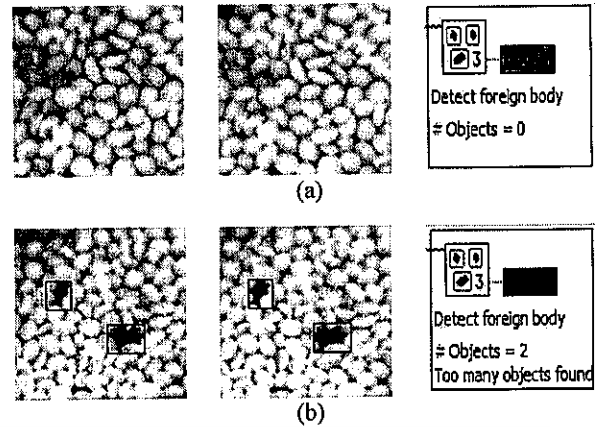 3
Detect foreign body
# Objects = 0
(a)
3
Detect foreign body
# Objects = 2
Too many objects found
(b)